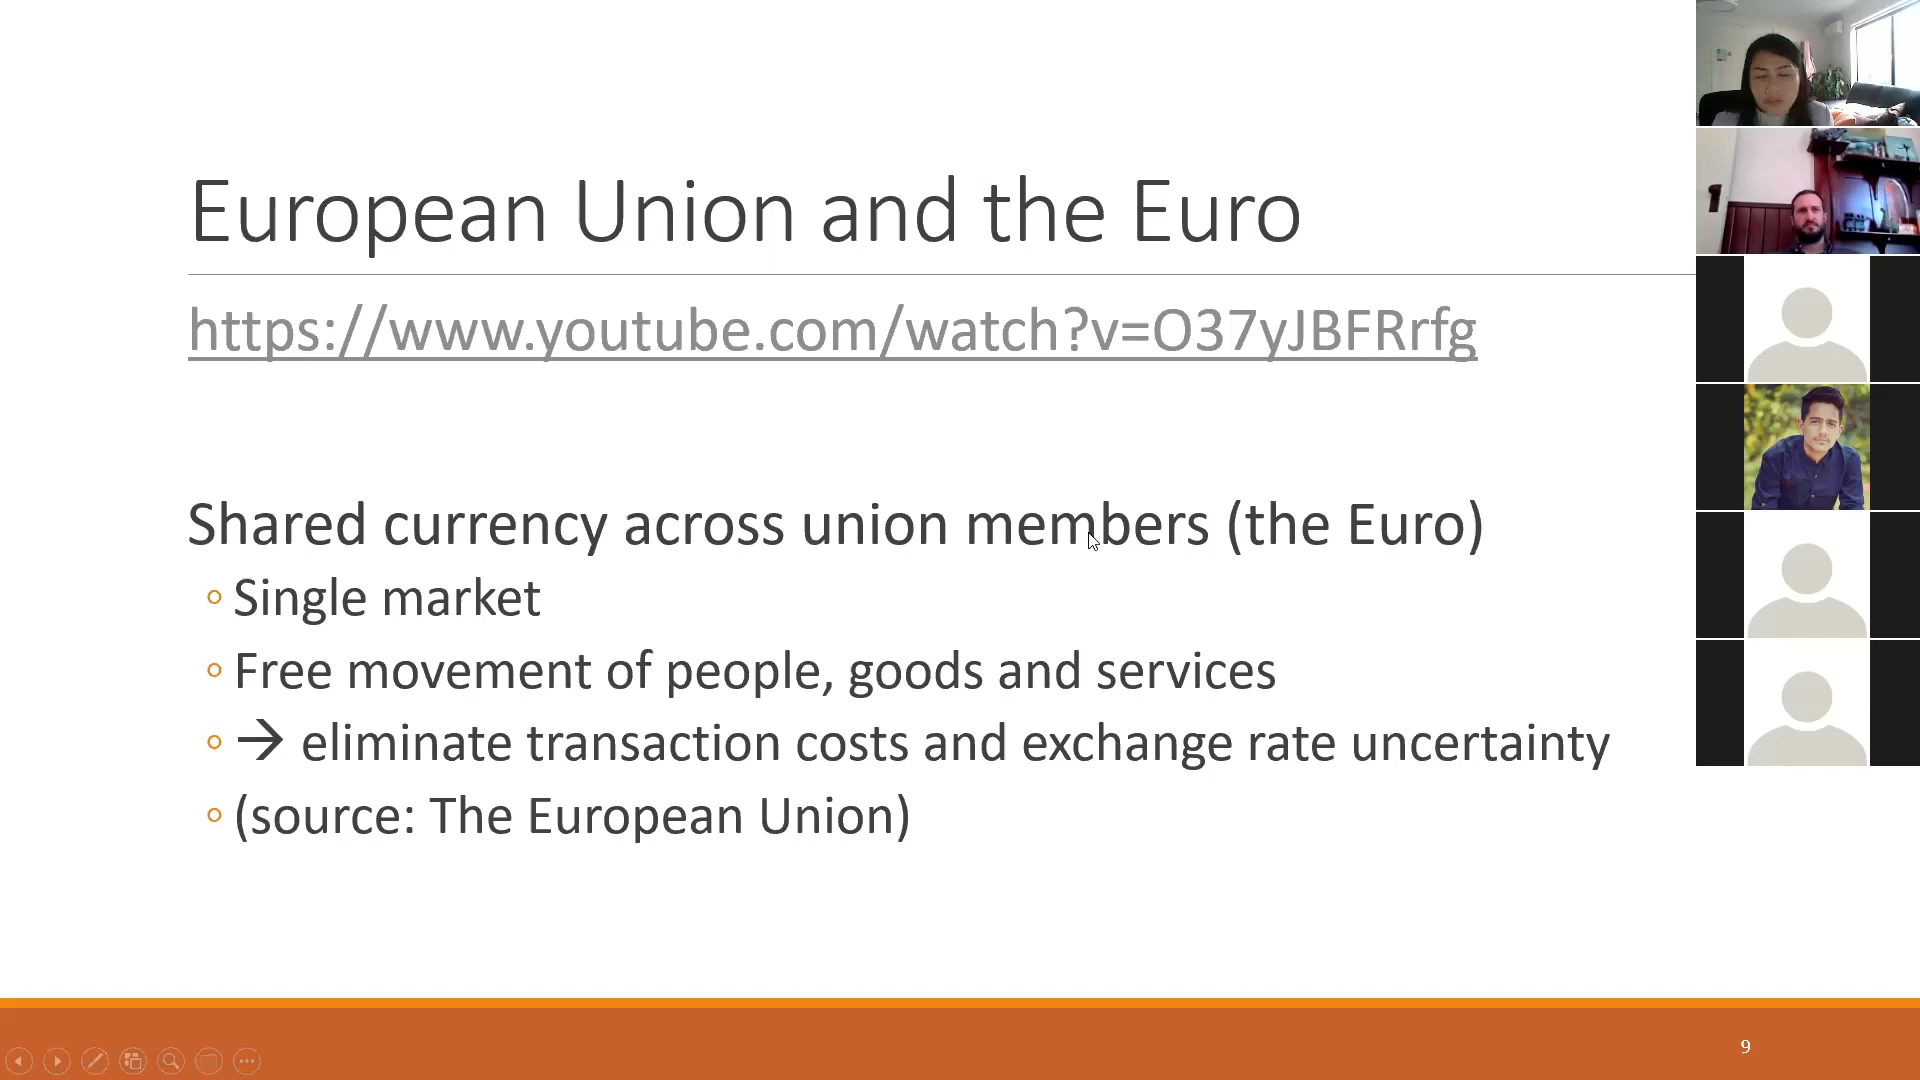 European Union and the Euro
https://www.youtube.com/watch?v=O37yJBFRrfg
Shared currency across union members (the Euro)
◦ Single market
◦ Free movement of people, goods and services
◦ → eliminate transaction costs and exchange rate uncertainty
◦ (source: The European Union)
9